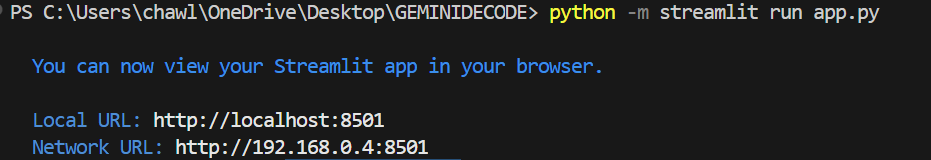 PS C:\Users\chawl\OneDrive\Desktop\GEMINIDECODE> python -m streamlit run app.py
You can now view your Streamlit app in your browser.
Local URL: http://localhost:8501
Network URL: http://192.168.0.4:8501